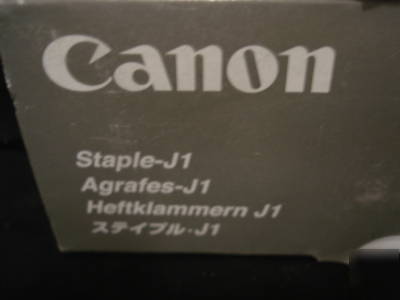 Canon
Staple-J1
Agrafes-J1
Heftklammern J1
ステイプル・J1